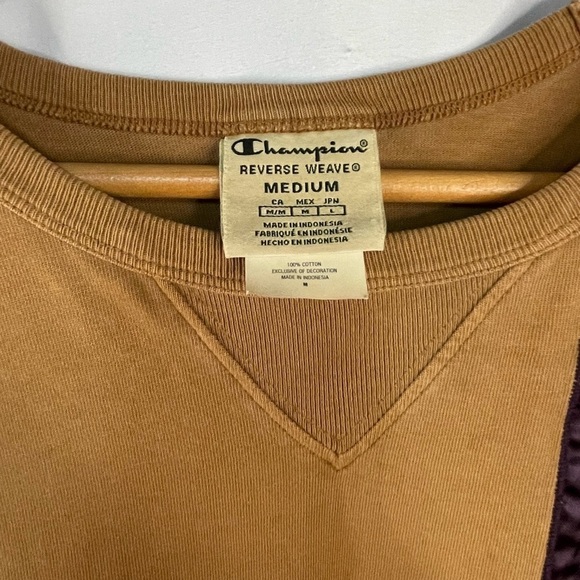 Champion®
REVERSE WEAVE®
MEDIUM
CA MEX JPN
M/M M L
MADE IN INDONESIA
FABRIQUÉ EN INDONÉSIE
HECHO EN INDONESIA
100% COTTON
EXCLUSIVE OF DECORATION
MADE IN INDONESIA
M